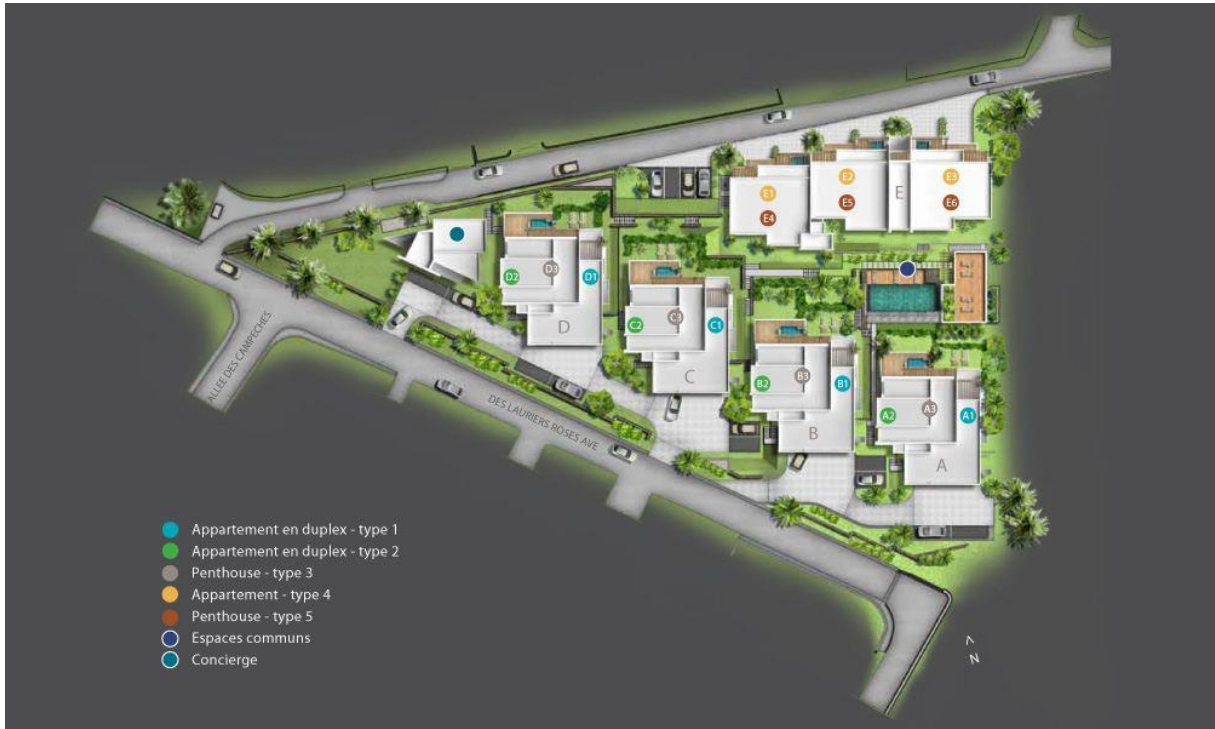 E1
E2
E3
E4
E5
E
E6
D2
D3
D1
D
C2
C3
C1
C
B2
B3
B1
B
A2
A3
A1
A
ALLEE DES CAMPECHES
DES LAURIERS ROSES AVE
Appartement en duplex - type 1
Appartement en duplex - type 2
Penthouse - type 3
Appartement - type 4
Penthouse - type 5
Espaces communs
Concierge
N